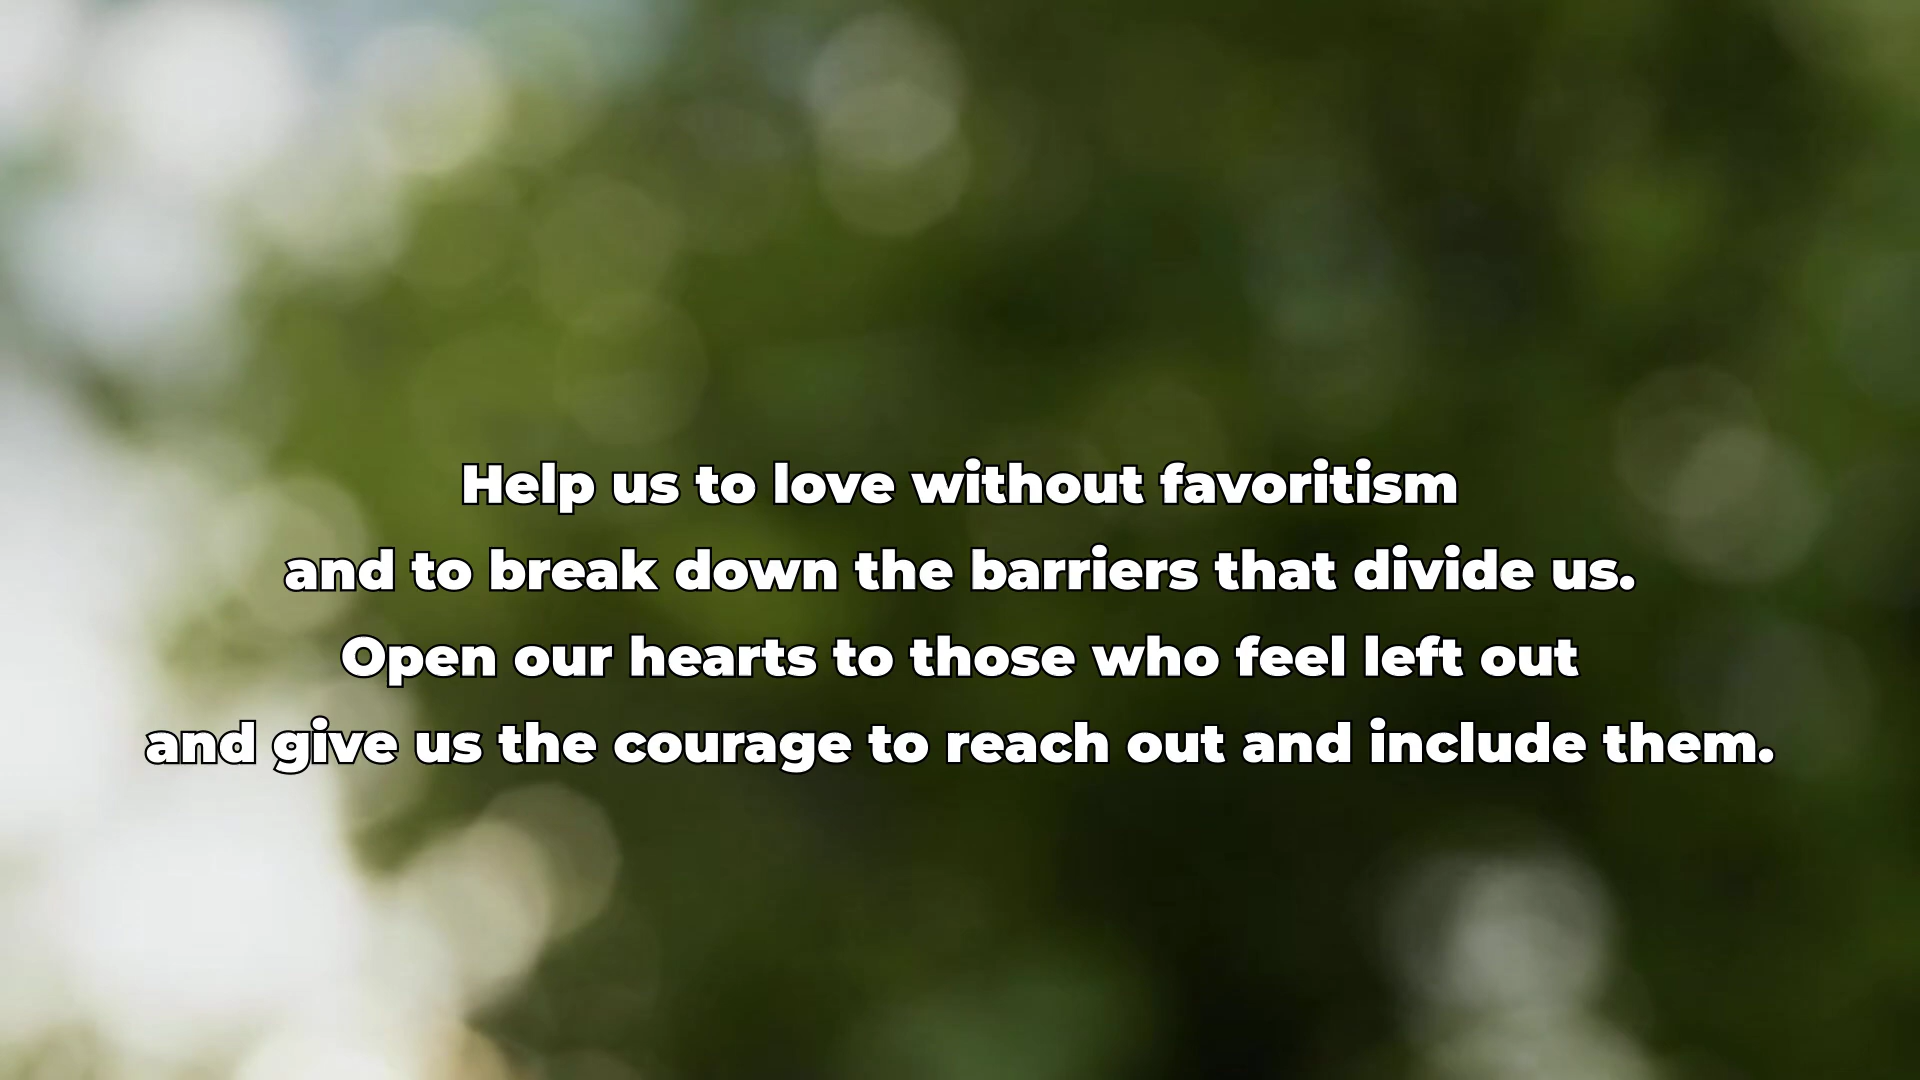 Help us to love without favoritism
and to break down the barriers that divide us.
Open our hearts to those who feel left out
and give us the courage to reach out and include them.